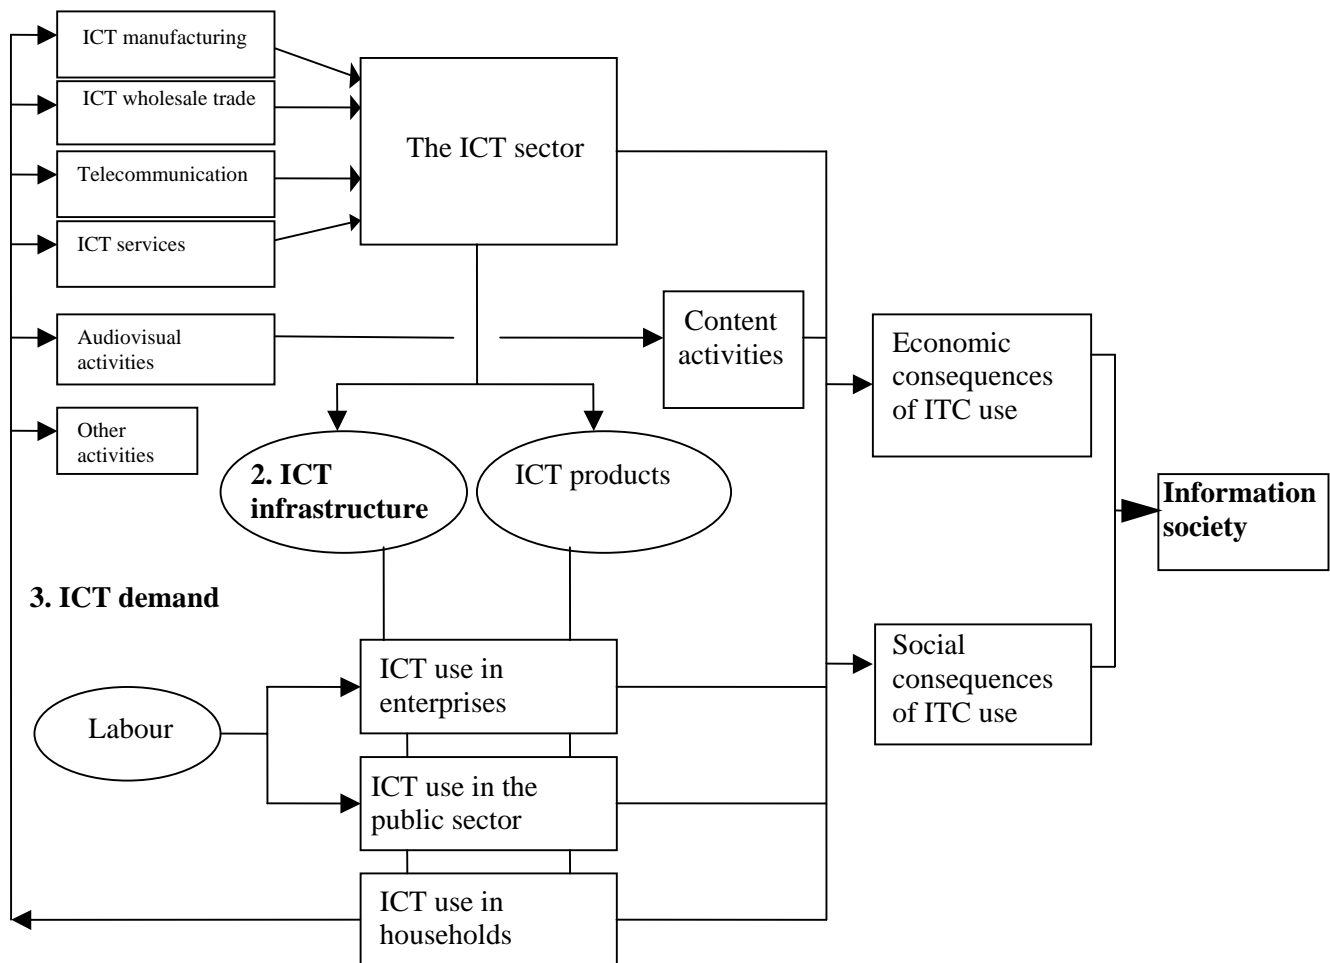 ICT manufacturing
ICT wholesale trade
Telecommunication
ICT services
The ICT sector
Audiovisual
activities
Content
activities
Other
activities
2. ICT
infrastructure
ICT products
Economic
consequences
of ITC use
Information
society
3. ICT demand
Labour
ICT use in
enterprises
ICT use in the
public sector
ICT use in
households
Social
consequences
of ITC use